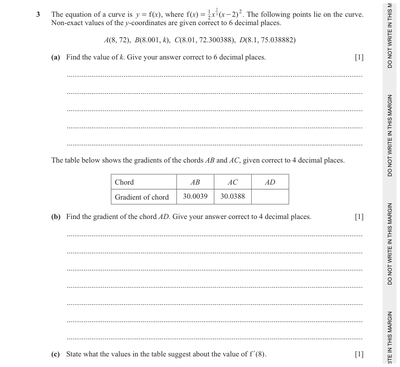 3 The equation of a curve is y = f(x), where f(x) = ½x^(2/3)(x − 2)². The following points lie on the curve.
Non-exact values of the y-coordinates are given correct to 6 decimal places.
A(8, 72), B(8.001, k), C(8.01, 72.300388), D(8.1, 75.038882)
(a) Find the value of k. Give your answer correct to 6 decimal places. [1]
The table below shows the gradients of the chords AB and AC, given correct to 4 decimal places.
Chord AB AC AD
Gradient of chord 30.0039 30.0388
(b) Find the gradient of the chord AD. Give your answer correct to 4 decimal places. [1]
(c) State what the values in the table suggest about the value of f′(8). [1]
DO NOT WRITE IN THIS M
DO NOT WRITE IN THIS MARGIN
DO NOT WRITE IN THIS MARGIN
ITE IN THIS MARGIN